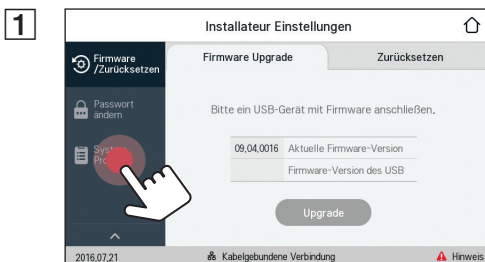 1
Installateur Einstellungen
Firmware
/Zurücksetzen
Firmware Upgrade
Zurücksetzen
Passwort
ändern
Bitte ein USB-Gerät mit Firmware anschließen.
09,04,0016 Aktuelle Firmware-Version
Firmware-Version des USB
Upgrade
2016,07,21
Kabelgebundene Verbindung
Hinweis